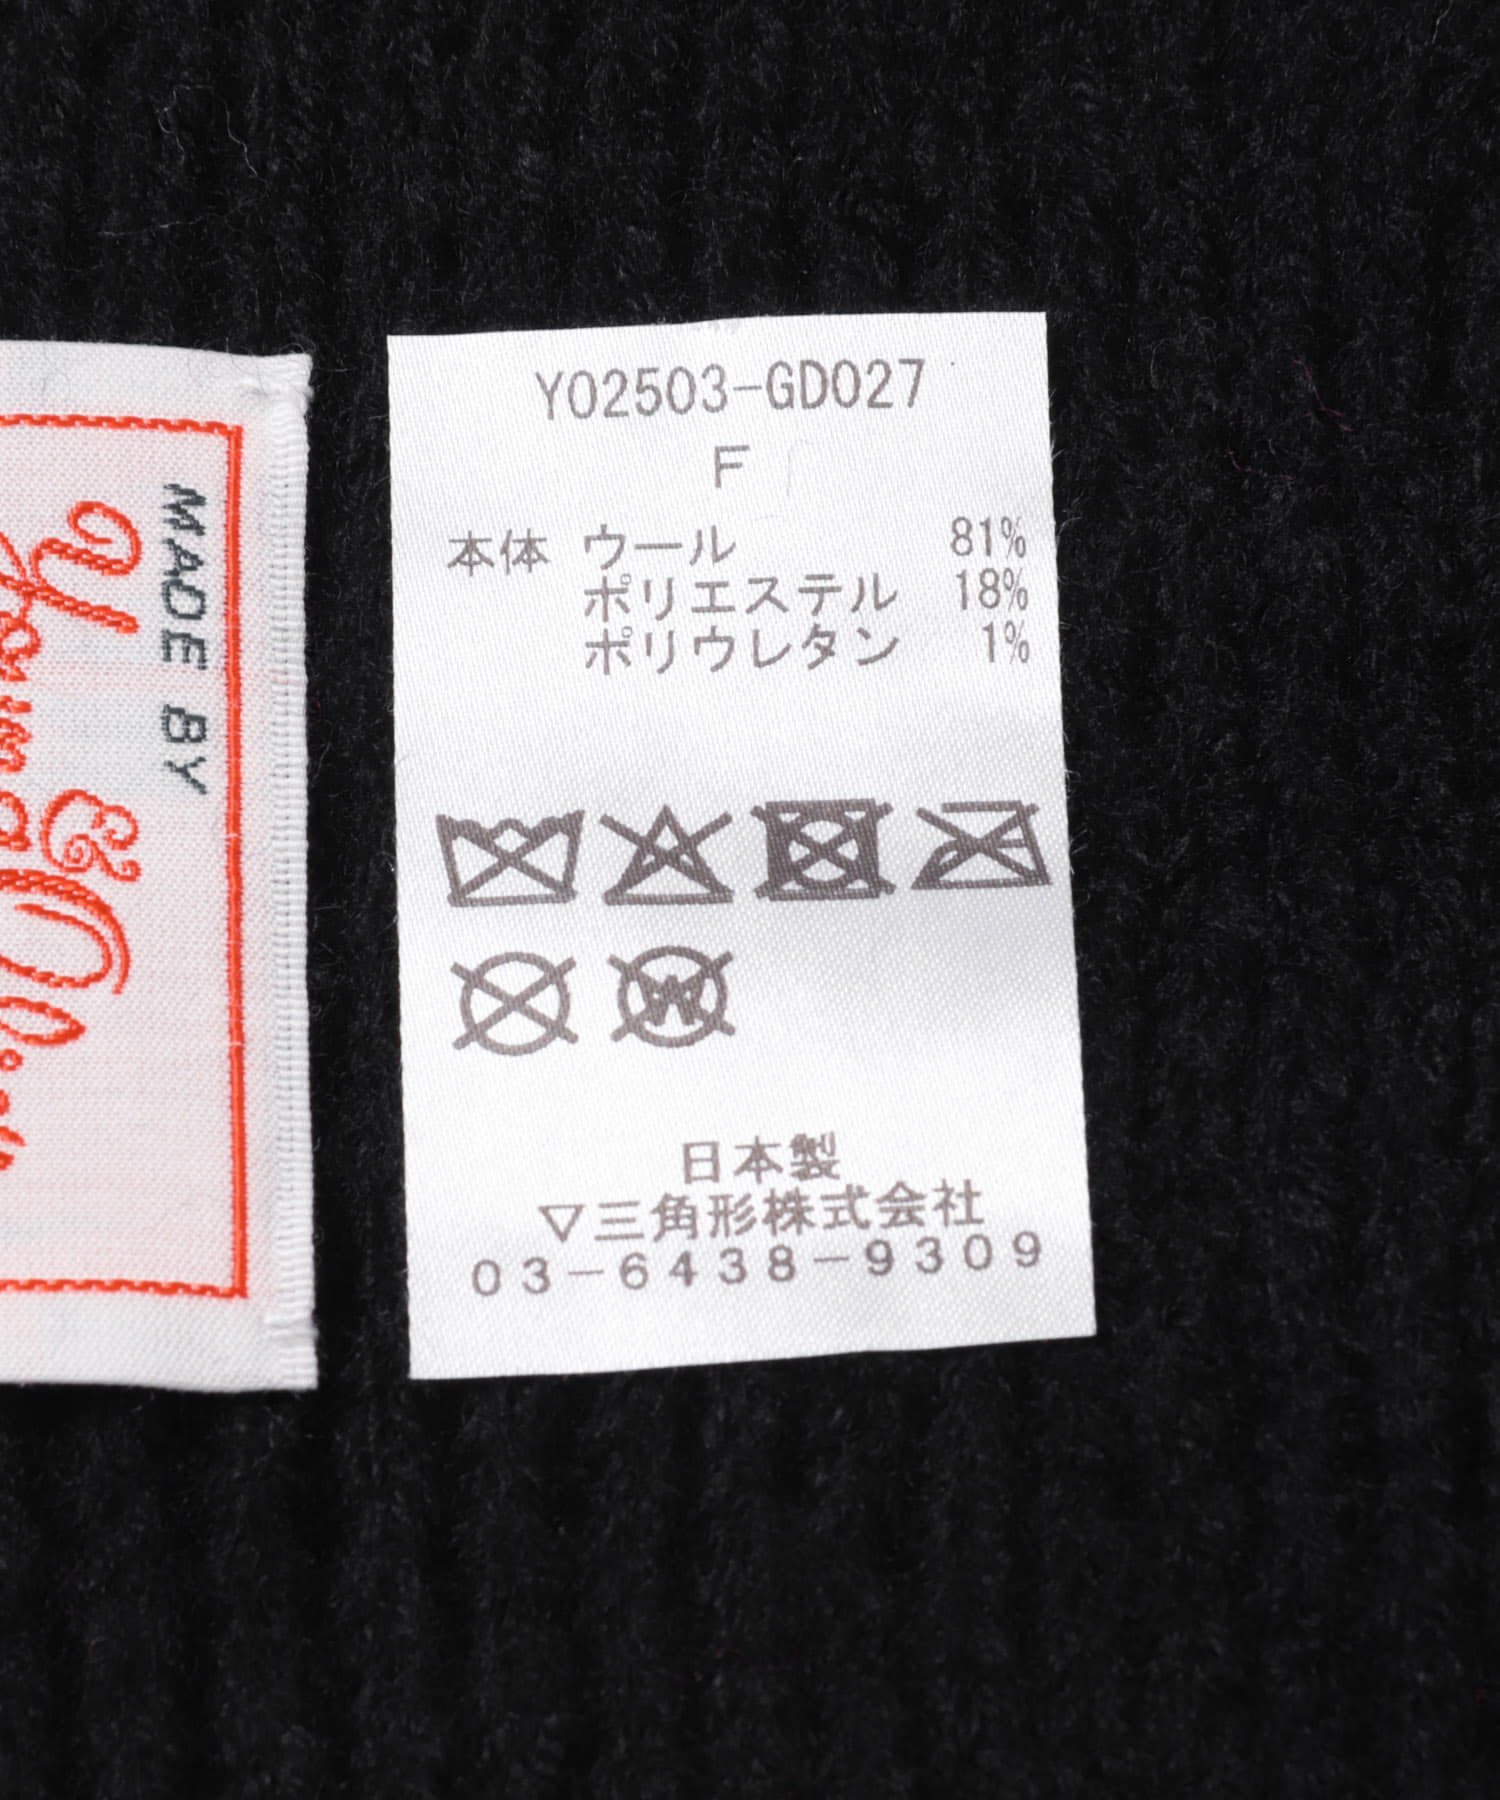 MADE BY
&
Y02503-GD027
F
本体 ウール 81%
ポリエステル 18%
ポリウレタン 1%
W
日本製
▽三角形株式会社
03-6438-9309